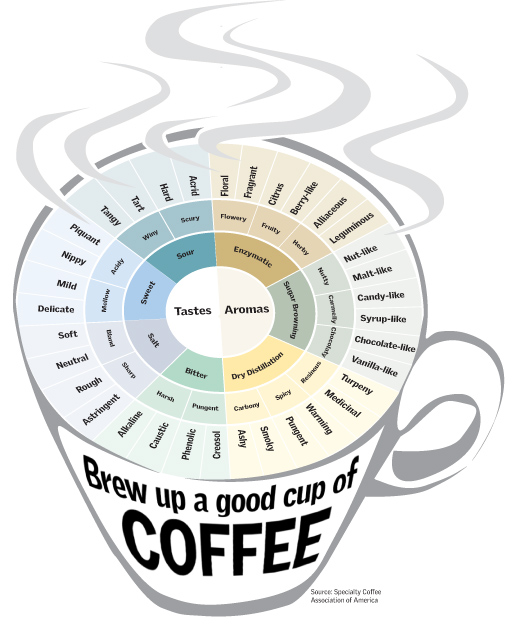 Tastes
Aromas
Sour
Sweet
Salt
Bitter
Enzymatic
Sugar Browning
Dry Distillation
Scury
Winy
Acidy
Mellow
Bland
Sharp
Harsh
Pungent
Flowery
Fruity
Herby
Nutty
Carmelly
Chocolaty
Resinous
Spicy
Carbony
Acrid
Hard
Tart
Tangy
Piquant
Nippy
Mild
Delicate
Soft
Neutral
Rough
Astringent
Alkaline
Caustic
Phenolic
Creosol
Floral
Fragrant
Citrus
Berry-like
Alliaceous
Leguminous
Nut-like
Malt-like
Candy-like
Syrup-like
Chocolate-like
Vanilla-like
Turpeny
Medicinal
Warming
Pungent
Smoky
Ashy
Brew up a good cup of
COFFEE
Source: Specialty Coffee
Association of America